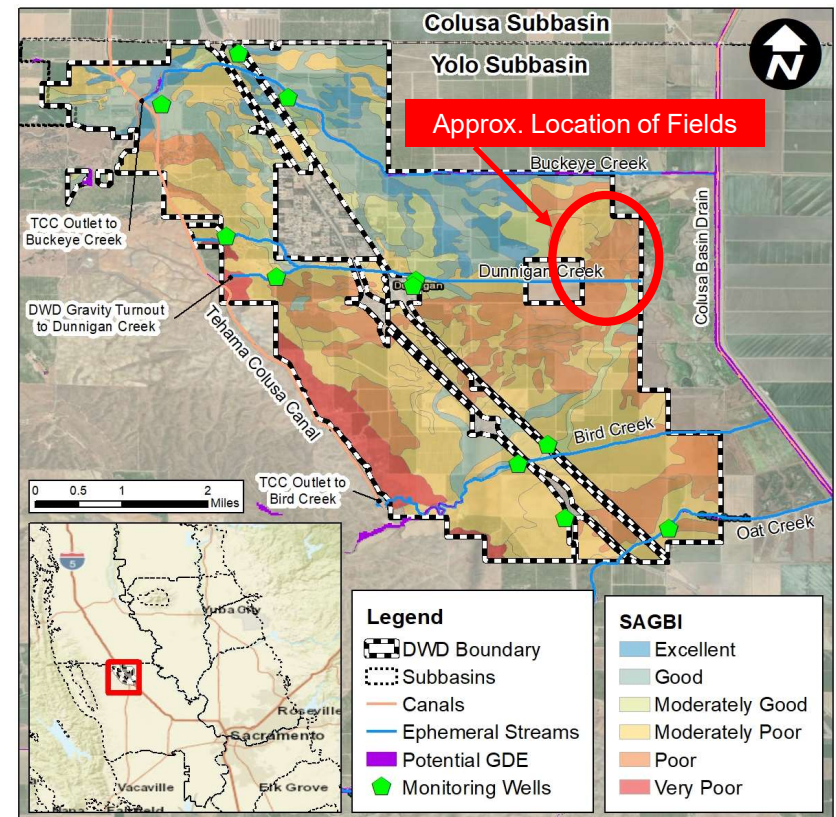 Colusa Subbasin
Yolo Subbasin
N
Approx. Location of Fields
Buckeye Creek
TCC Outlet to
Buckeye Creek
Dunnigan Creek
Dunnigan
DWD Gravity Turnout
to Dunnigan Creek
Colusa Basin Drain
Tehama Colusa Canal
Bird Creek
TCC Outlet to
Bird Creek
Oat Creek
0 0.5 1 2
Miles
5
Yuba City
Roseville
Sacramento
Vacaville
Elk Grove
Napa
Fairfield
Legend
DWD Boundary
Subbasins
Canals
Ephemeral Streams
Potential GDE
Monitoring Wells
SAGBI
Excellent
Good
Moderately Good
Moderately Poor
Poor
Very Poor